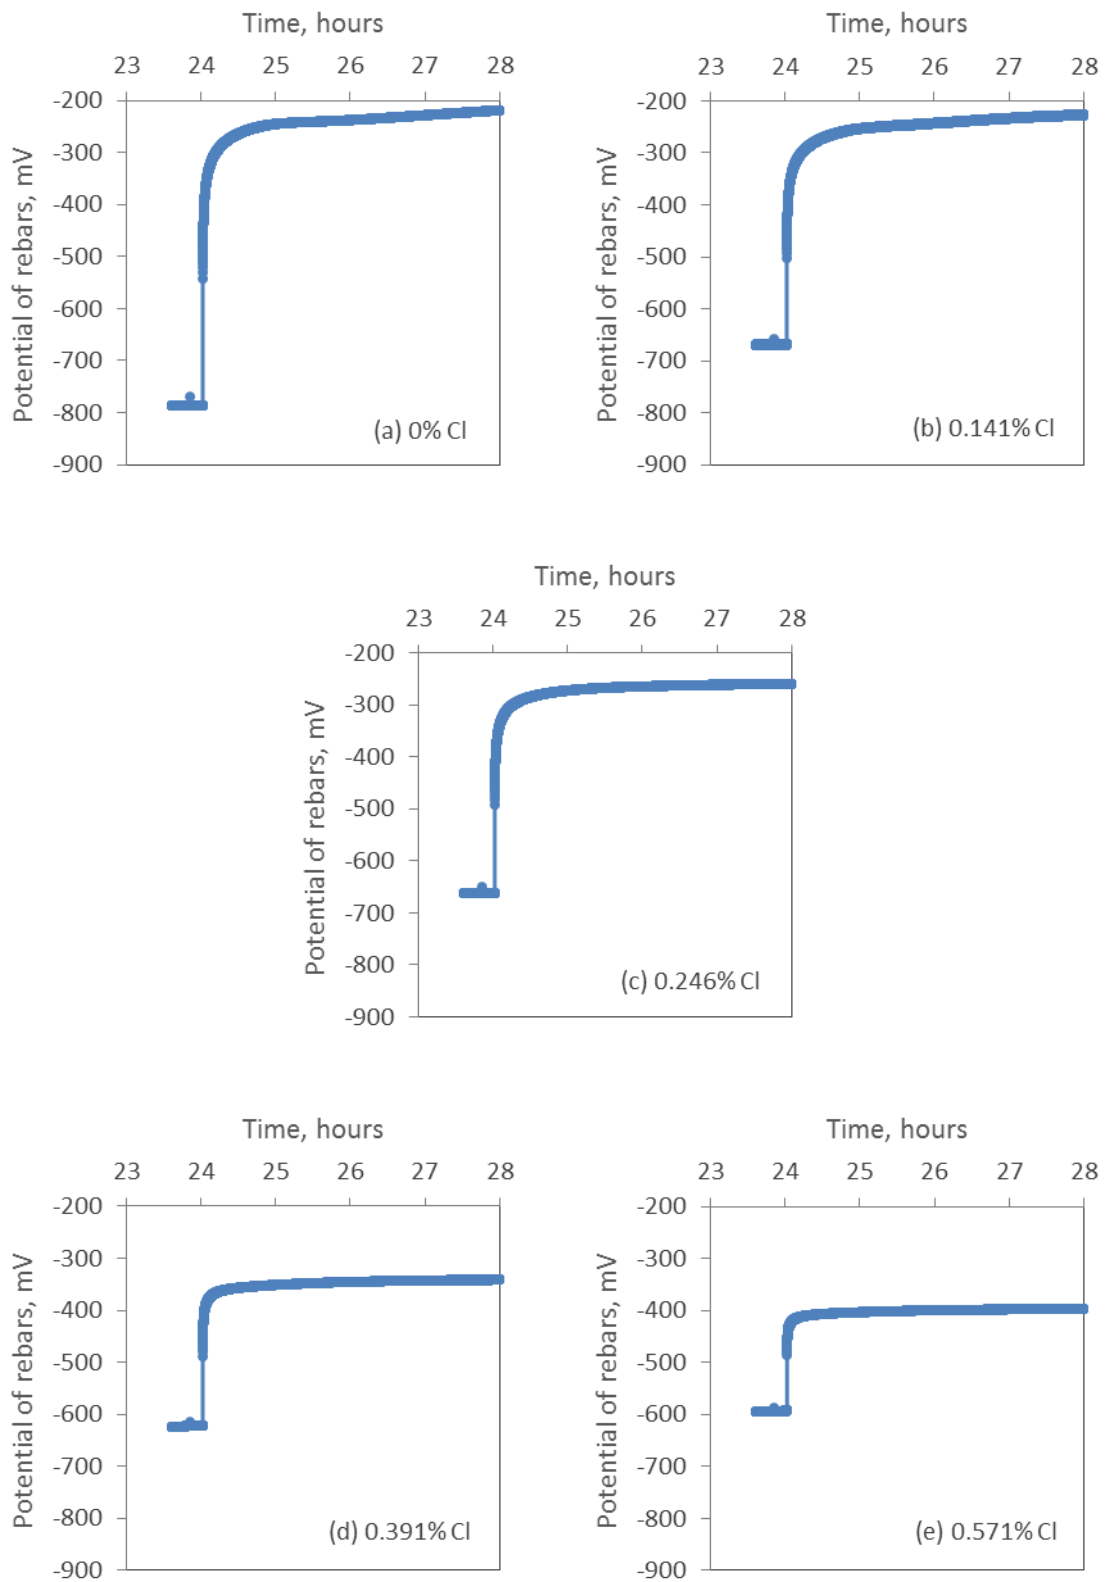 Time, hours
23 24 25 26 27 28
-200
-300
-400
-500
-600
-700
-800
-900
Potential of rebars, mV
(a) 0% Cl
Time, hours
23 24 25 26 27 28
-200
-300
-400
-500
-600
-700
-800
-900
Potential of rebars, mV
(b) 0.141% Cl
Time, hours
23 24 25 26 27 28
-200
-300
-400
-500
-600
-700
-800
-900
Potential of rebars, mV
(c) 0.246% Cl
Time, hours
23 24 25 26 27 28
-200
-300
-400
-500
-600
-700
-800
-900
Potential of rebars, mV
(d) 0.391% Cl
Time, hours
23 24 25 26 27 28
-200
-300
-400
-500
-600
-700
-800
-900
Potential of rebars, mV
(e) 0.571% Cl